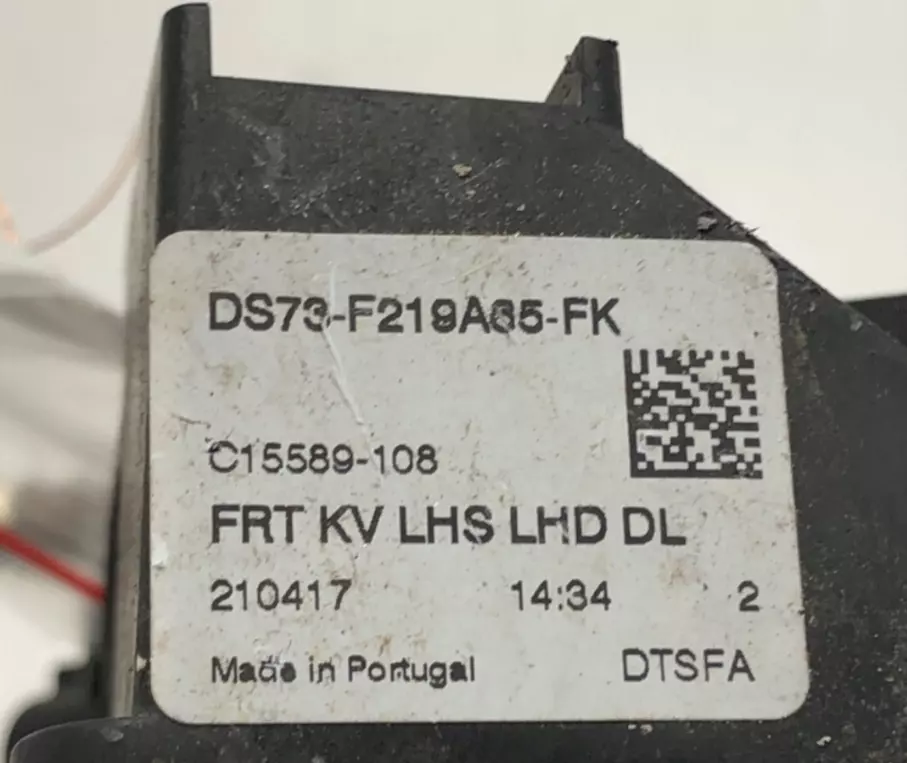 DS73-F219A65-FK
C15589-108
FRT KV LHS LHD DL
210417 14:34 2
Made in Portugal DTSFA